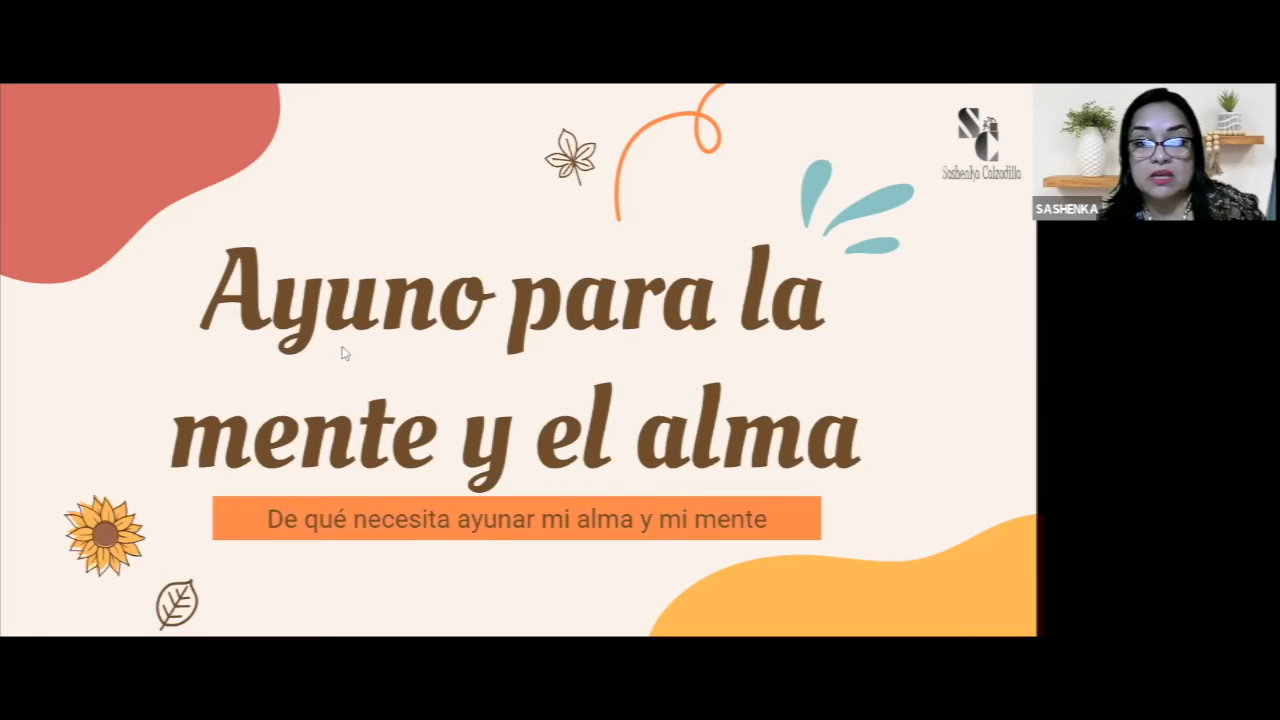 SC
Sashenka Calzadilla
SASHENKA
Ayuno para la
mente y el alma
De qué necesita ayunar mi alma y mi mente